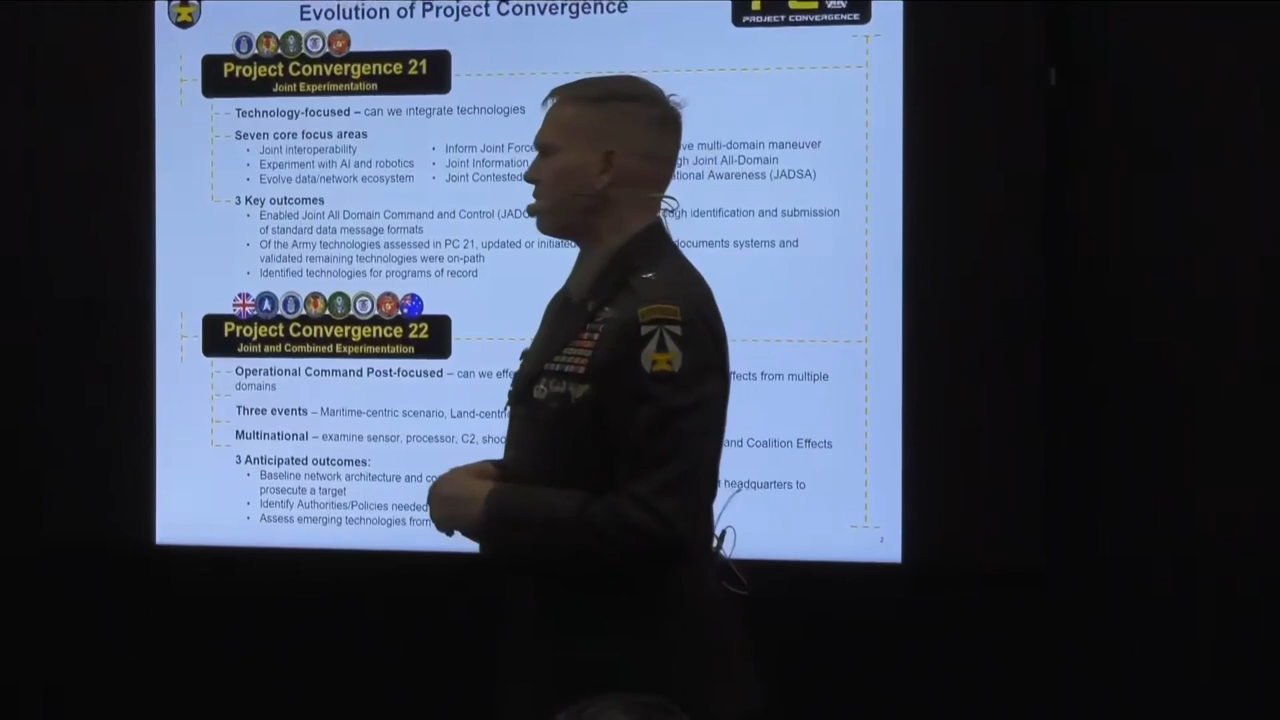 Evolution of Project Convergence
PROJECT CONVERGENCE
Project Convergence 21
Joint Experimentation
Technology-focused – can we integrate technologies
Seven core focus areas
• Joint interoperability
• Experiment with AI and robotics
• Evolve data/network ecosystem
• Inform Joint Forc
• Joint Information
• Joint Contested
ve multi-domain maneuver
gh Joint All-Domain
ational Awareness (JADSA)
3 Key outcomes
• Enabled Joint All Domain Command and Control (JADC ugh identification and submission
of standard data message formats
• Of the Army technologies assessed in PC 21, updated or initiated documents systems and
validated remaining technologies were on-path
• Identified technologies for programs of record
Project Convergence 22
Joint and Combined Experimentation
Operational Command Post-focused – can we effe ffects from multiple
domains
Three events – Maritime-centric scenario, Land-centri
Multinational – examine sensor, processor, C2, shoo and Coalition Effects
3 Anticipated outcomes:
• Baseline network architecture and co t headquarters to
prosecute a target
• Identify Authorities/Policies needed
• Assess emerging technologies from
2